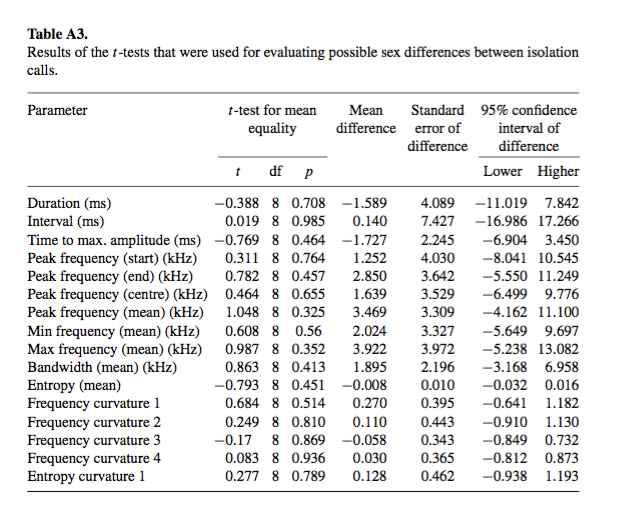 Table A3.
Results of the t-tests that were used for evaluating possible sex differences between isolation
calls.
Parameter t-test for mean Mean Standard 95% confidence
equality difference error of interval of
difference difference
t df p Lower Higher
Duration (ms) −0.388 8 0.708 −1.589 4.089 −11.019 7.842
Interval (ms) 0.019 8 0.985 0.140 7.427 −16.986 17.266
Time to max. amplitude (ms) −0.769 8 0.464 −1.727 2.245 −6.904 3.450
Peak frequency (start) (kHz) 0.311 8 0.764 1.252 4.030 −8.041 10.545
Peak frequency (end) (kHz) 0.782 8 0.457 2.850 3.642 −5.550 11.249
Peak frequency (centre) (kHz) 0.464 8 0.655 1.639 3.529 −6.499 9.776
Peak frequency (mean) (kHz) 1.048 8 0.325 3.469 3.309 −4.162 11.100
Min frequency (mean) (kHz) 0.608 8 0.56 2.024 3.327 −5.649 9.697
Max frequency (mean) (kHz) 0.987 8 0.352 3.922 3.972 −5.238 13.082
Bandwidth (mean) (kHz) 0.863 8 0.413 1.895 2.196 −3.168 6.958
Entropy (mean) −0.793 8 0.451 −0.008 0.010 −0.032 0.016
Frequency curvature 1 0.684 8 0.514 0.270 0.395 −0.641 1.182
Frequency curvature 2 0.249 8 0.810 0.110 0.443 −0.910 1.130
Frequency curvature 3 −0.17 8 0.869 −0.058 0.343 −0.849 0.732
Frequency curvature 4 0.083 8 0.936 0.030 0.365 −0.812 0.873
Entropy curvature 1 0.277 8 0.789 0.128 0.462 −0.938 1.193